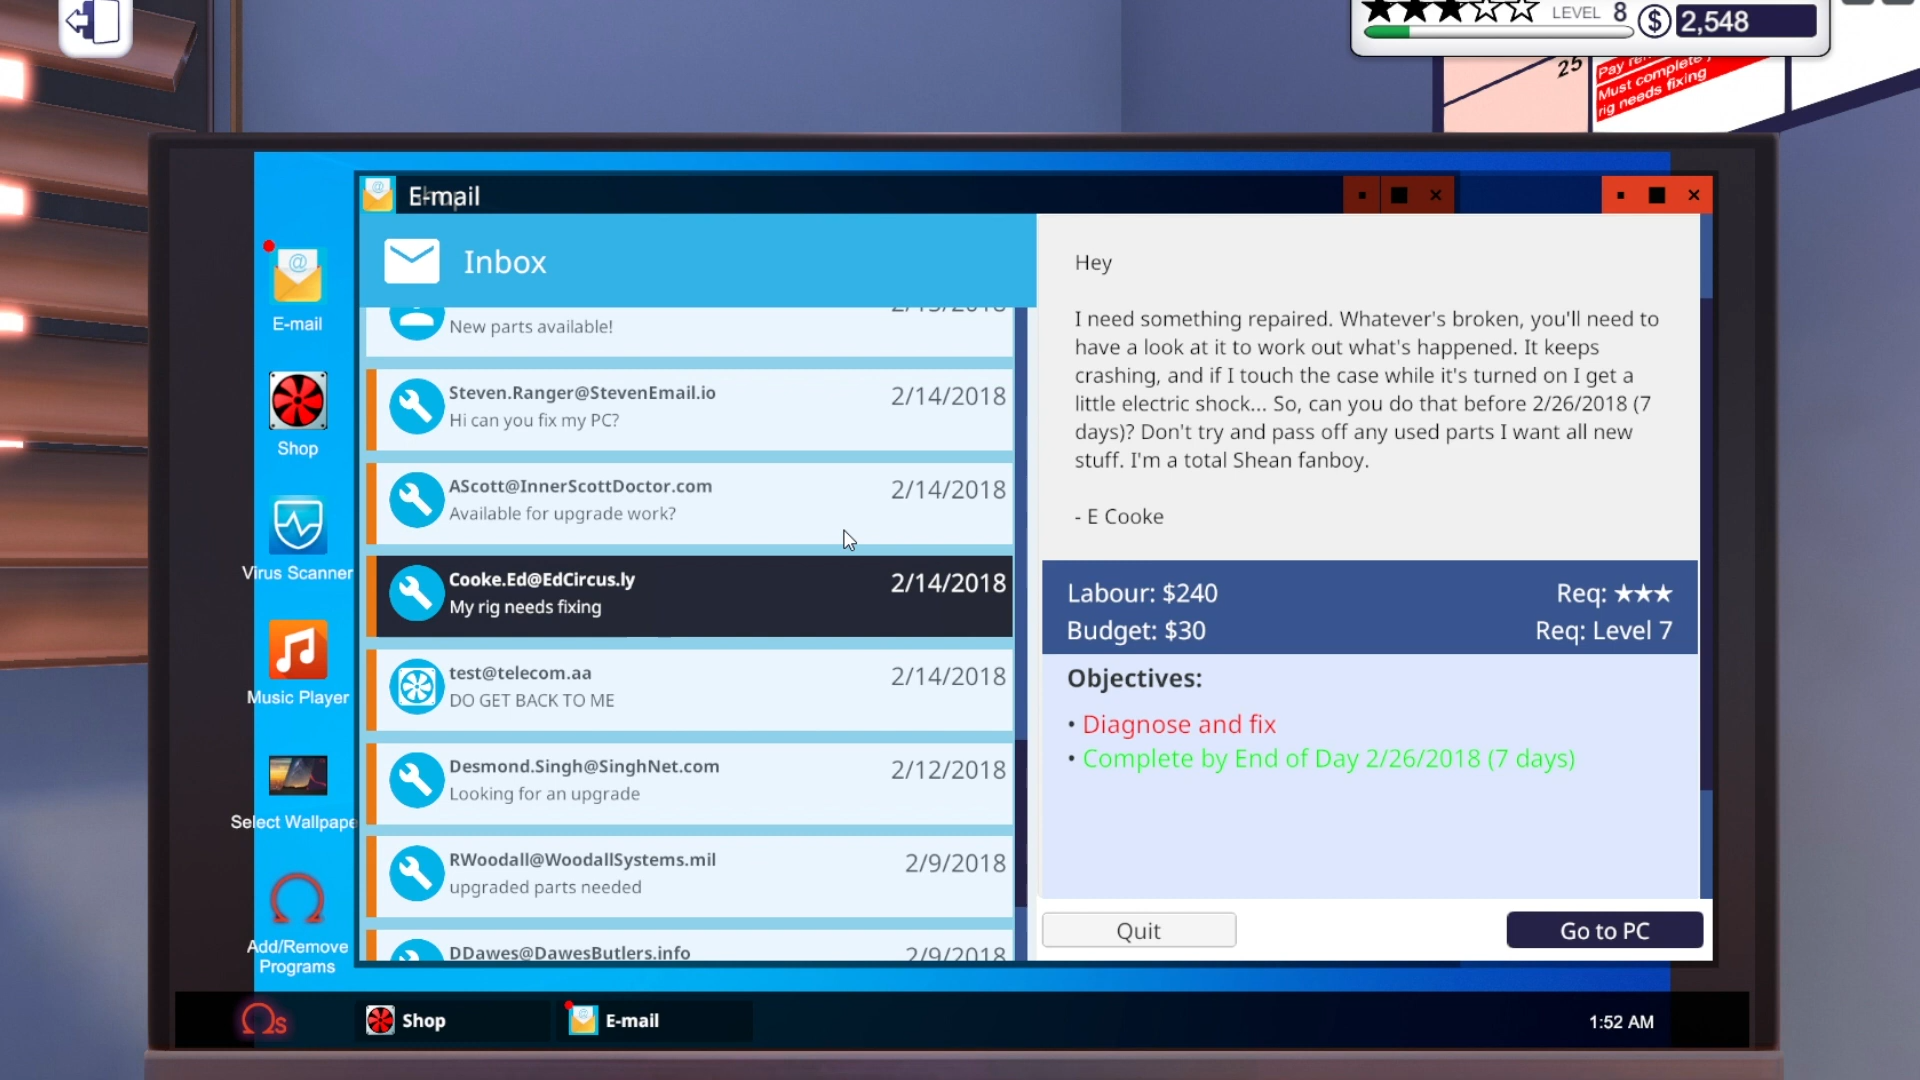 LEVEL 8
2,548
25
Must complete
rig needs fixing
E-mail
Inbox
New parts available!
Steven.Ranger@StevenEmail.io
2/14/2018
Hi can you fix my PC?
AScott@InnerScottDoctor.com
2/14/2018
Available for upgrade work?
Cooke.Ed@EdCircus.ly
2/14/2018
My rig needs fixing
test@telecom.aa
2/14/2018
DO GET BACK TO ME
Desmond.Singh@SinghNet.com
2/12/2018
Looking for an upgrade
RWoodall@WoodallSystems.mil
2/9/2018
upgraded parts needed
DDawes@DawesButlers.info
2/9/2018
Hey
I need something repaired. Whatever's broken, you'll need to
have a look at it to work out what's happened. It keeps
crashing, and if I touch the case while it's turned on I get a
little electric shock... So, can you do that before 2/26/2018 (7
days)? Don't try and pass off any used parts I want all new
stuff. I'm a total Shean fanboy.
- E Cooke
Labour: $240
Req: ★★★
Budget: $30
Req: Level 7
Objectives:
• Diagnose and fix
• Complete by End of Day 2/26/2018 (7 days)
Quit
Go to PC
E-mail
Shop
Virus Scanner
Music Player
Select Wallpape
Add/Remove
Programs
Ωs
Shop
E-mail
1:52 AM